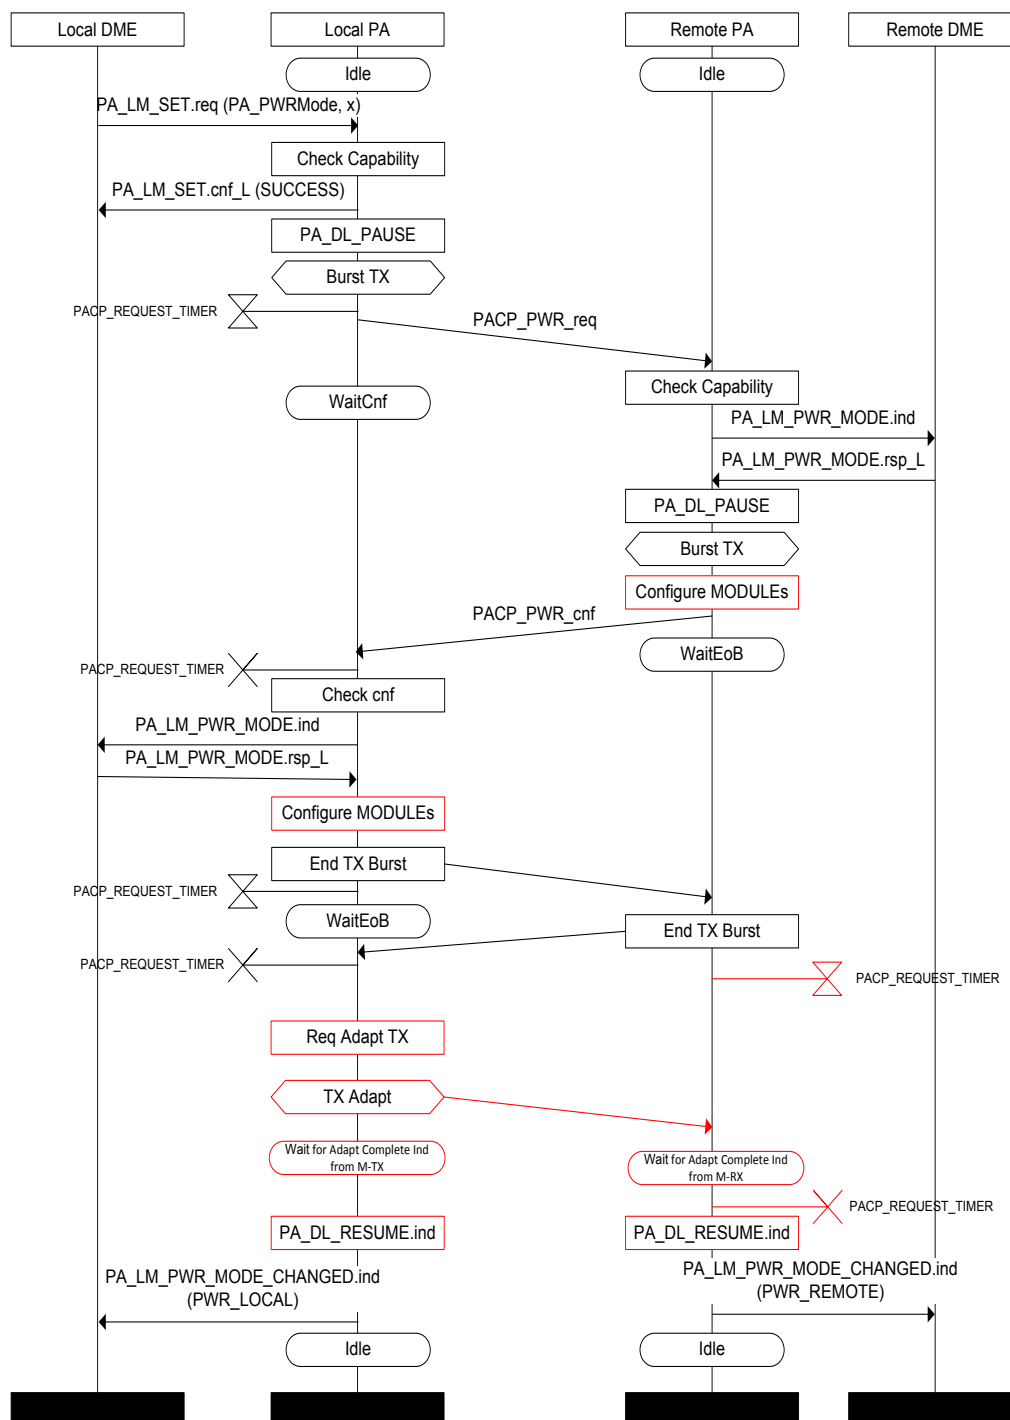 Local DME
Local PA
Remote PA
Remote DME
Idle
Idle
PA_LM_SET.req (PA_PWRMode, x)
Check Capability
PA_LM_SET.cnf_L (SUCCESS)
PA_DL_PAUSE
Burst TX
PACP_REQUEST_TIMER
PACP_PWR_req
Check Capability
WaitCnf
PA_LM_PWR_MODE.ind
PA_LM_PWR_MODE.rsp_L
PA_DL_PAUSE
Burst TX
Configure MODULEs
PACP_PWR_cnf
WaitEoB
PACP_REQUEST_TIMER
Check cnf
PA_LM_PWR_MODE.ind
PA_LM_PWR_MODE.rsp_L
Configure MODULEs
End TX Burst
PACP_REQUEST_TIMER
WaitEoB
End TX Burst
PACP_REQUEST_TIMER
PACP_REQUEST_TIMER
Req Adapt TX
TX Adapt
Wait for Adapt Complete Ind
from M-TX
Wait for Adapt Complete Ind
from M-RX
PACP_REQUEST_TIMER
PA_DL_RESUME.ind
PA_DL_RESUME.ind
PA_LM_PWR_MODE_CHANGED.ind
(PWR_LOCAL)
PA_LM_PWR_MODE_CHANGED.ind
(PWR_REMOTE)
Idle
Idle